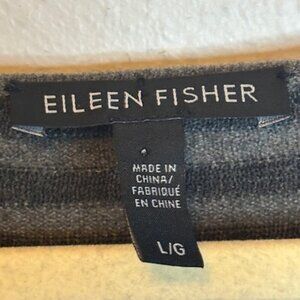 EILEEN FISHER
MADE IN
CHINA/
FABRIQUÉ
EN CHINE
L/G